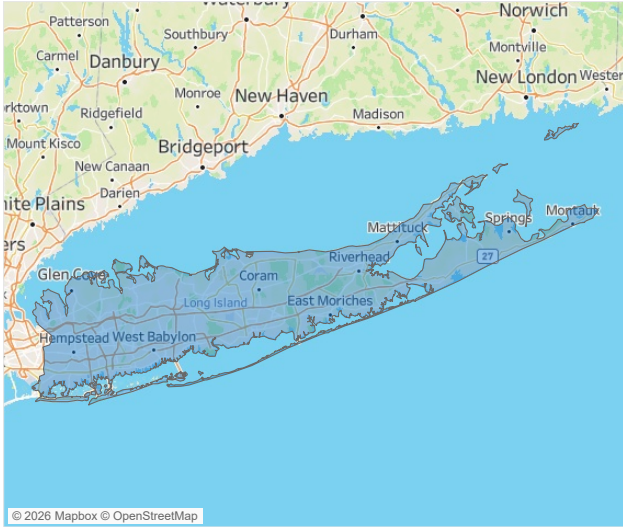 Waterbury
Norwich
Patterson
Southbury
Durham
Montville
Carmel
Danbury
New London
Wester
Monroe
New Haven
rktown
Ridgefield
Madison
Mount Kisco
Bridgeport
New Canaan
Darien
ite Plains
ers
Mattituck
Springs
Montauk
Riverhead
27
Glen Cove
Coram
Long Island
East Moriches
Hempstead
West Babylon
© 2026 Mapbox © OpenStreetMap